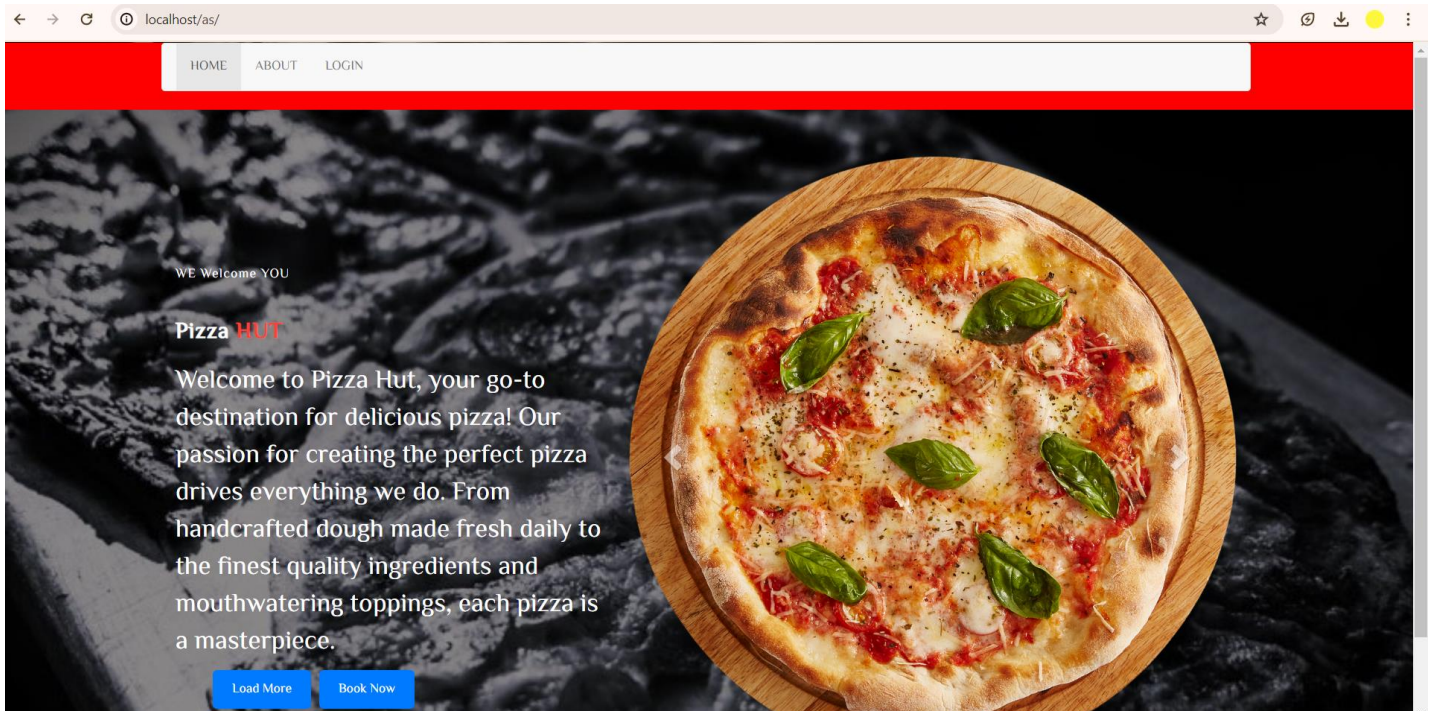 localhost/as/
HOME ABOUT LOGIN
WE Welcome YOU
Pizza HUT
Welcome to Pizza Hut, your go-to
destination for delicious pizza! Our
passion for creating the perfect pizza
drives everything we do. From
handcrafted dough made fresh daily to
the finest quality ingredients and
mouthwatering toppings, each pizza is
a masterpiece.
Load More Book Now